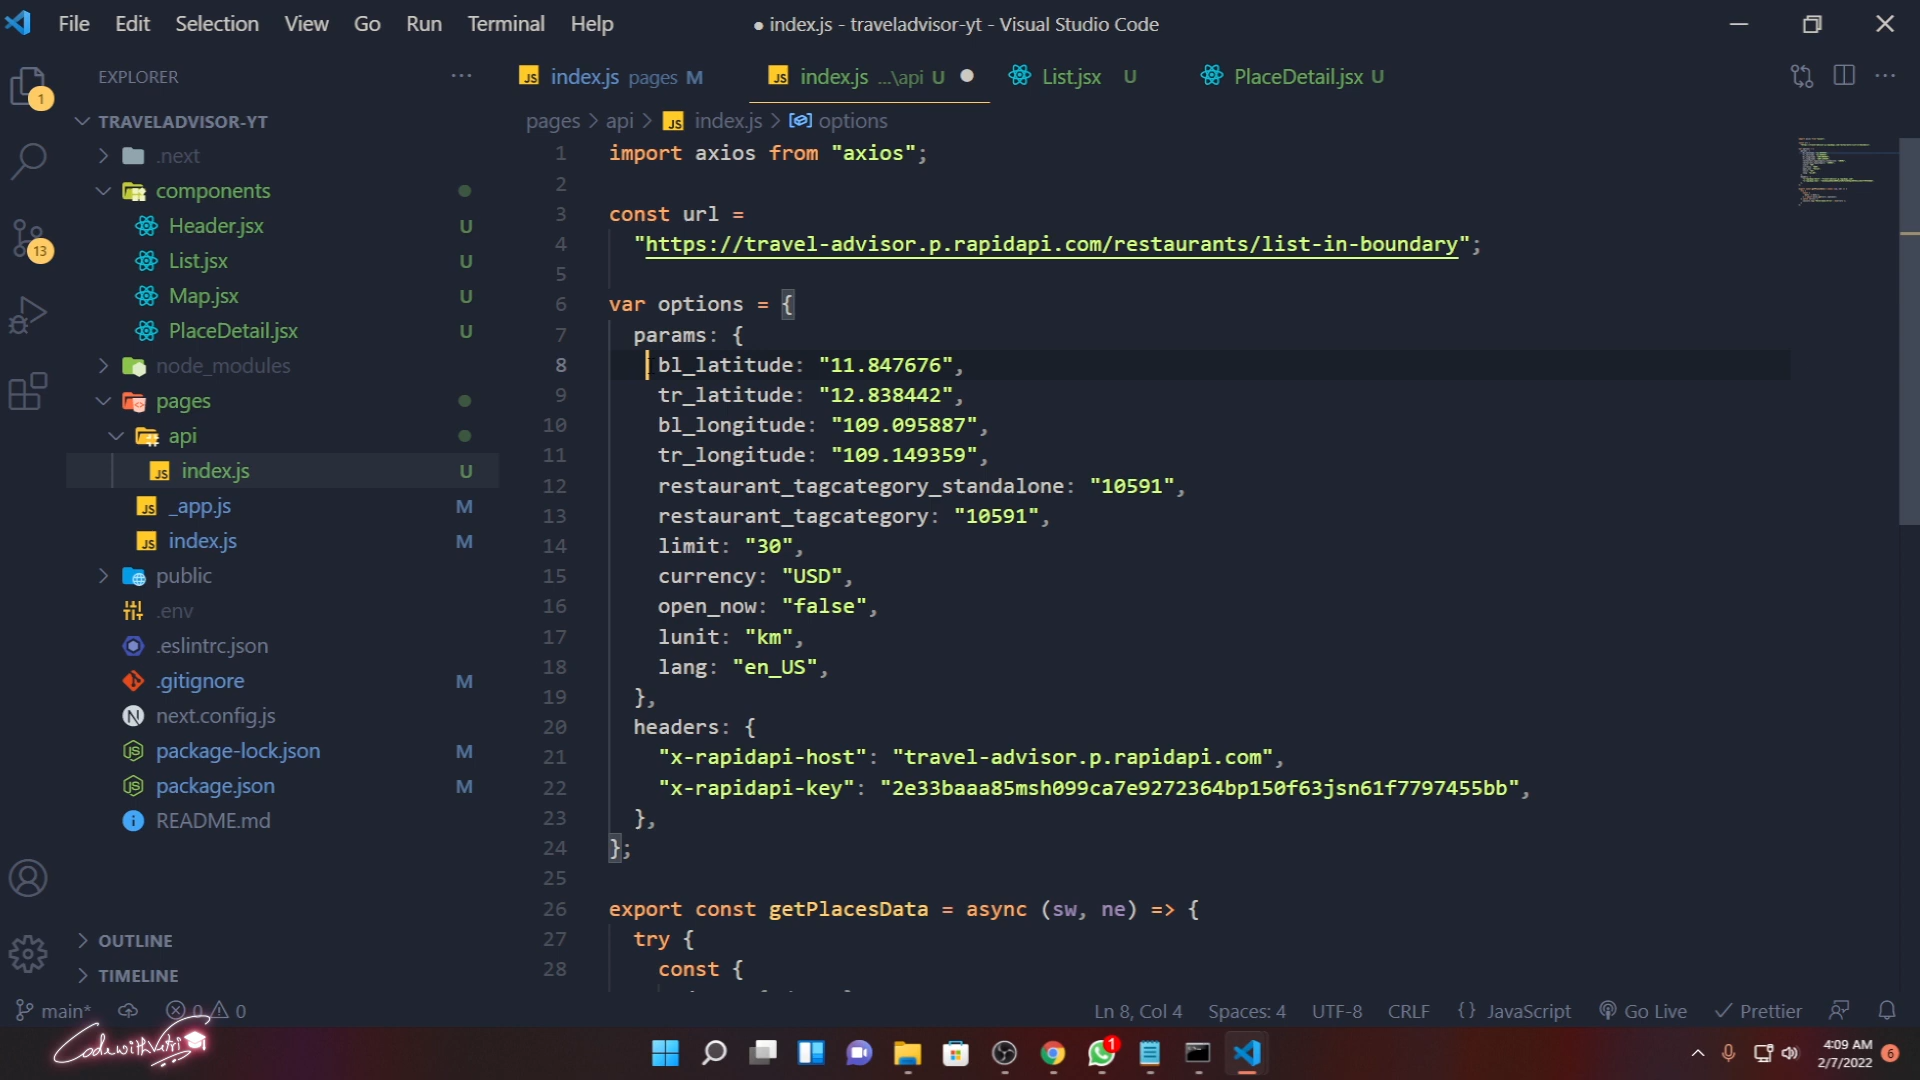 File Edit Selection View Go Run Terminal Help
● index.js - traveladvisor-yt - Visual Studio Code
EXPLORER
1
13
TRAVELADVISOR-YT
.next
components
Header.jsx U
List.jsx U
Map.jsx U
PlaceDetail.jsx U
node_modules
pages
api
index.js U
_app.js M
index.js M
public
.env
.eslintrc.json
.gitignore M
next.config.js
package-lock.json M
package.json M
README.md
OUTLINE
TIMELINE
index.js pages M
index.js ...\api U
List.jsx U
PlaceDetail.jsx U
pages > api > index.js > options
1 import axios from "axios";
2
3 const url =
4 "https://travel-advisor.p.rapidapi.com/restaurants/list-in-boundary";
5
6 var options = {
7 params: {
8 bl_latitude: "11.847676",
9 tr_latitude: "12.838442",
10 bl_longitude: "109.095887",
11 tr_longitude: "109.149359",
12 restaurant_tagcategory_standalone: "10591",
13 restaurant_tagcategory: "10591",
14 limit: "30",
15 currency: "USD",
16 open_now: "false",
17 lunit: "km",
18 lang: "en_US",
19 },
20 headers: {
21 "x-rapidapi-host": "travel-advisor.p.rapidapi.com",
22 "x-rapidapi-key": "2e33baaa85msh099ca7e9272364bp150f63jsn61f7797455bb",
23 },
24 };
25
26 export const getPlacesData = async (sw, ne) => {
27 try {
28 const {
main* 0 0
Ln 8, Col 4 Spaces: 4 UTF-8 CRLF {} JavaScript Go Live Prettier
1
4:09 AM
2/7/2022
6